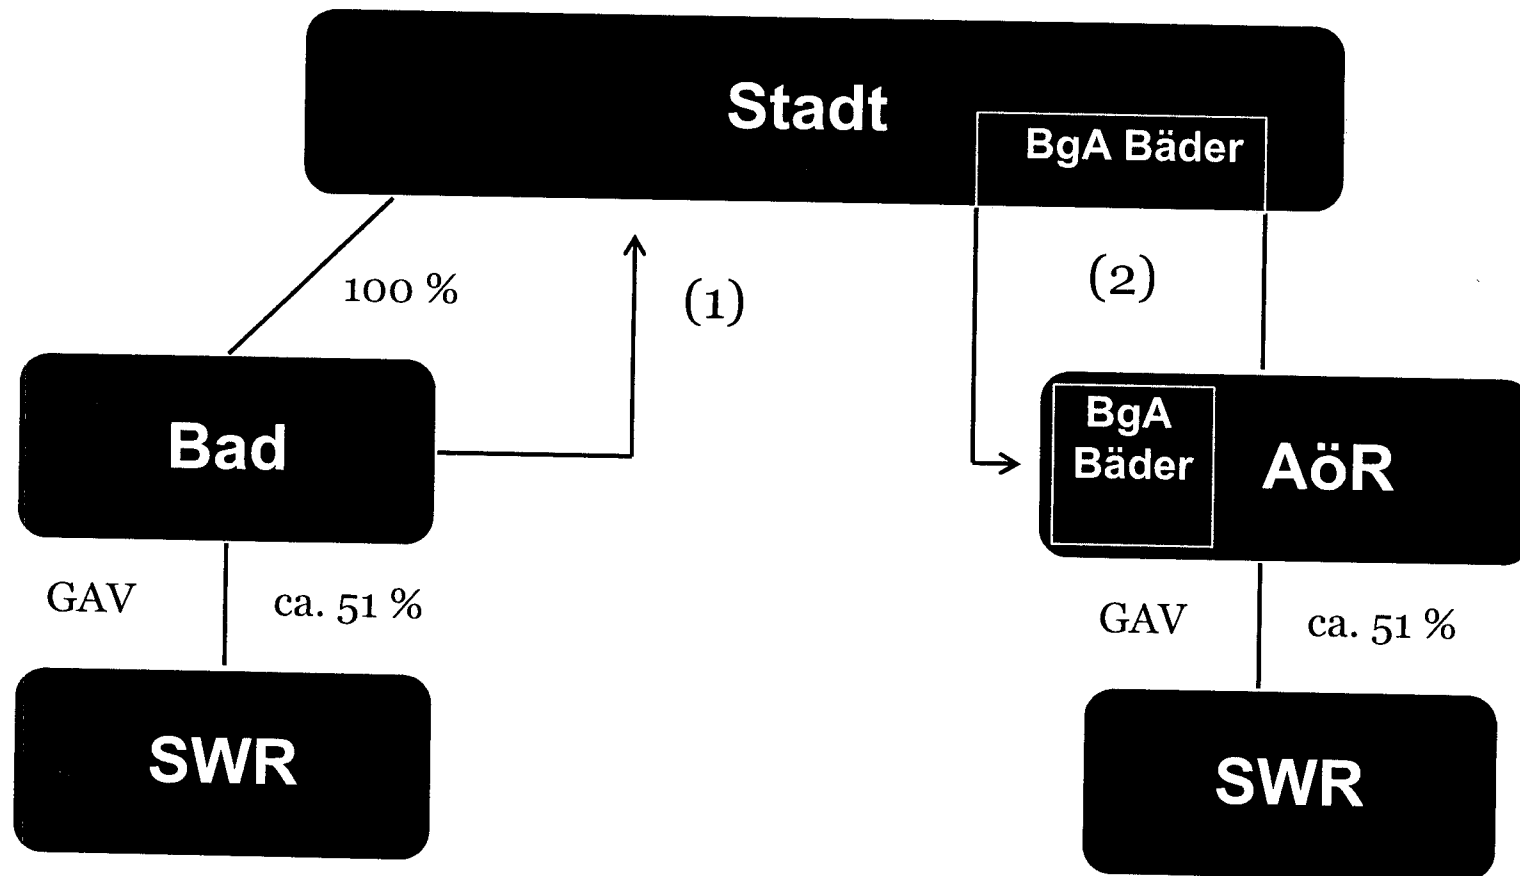 Stadt
BgA Bäder
100 %
(1)
(2)
Bad
BgA
Bäder
AöR
GAV
ca. 51 %
GAV
ca. 51 %
SWR
SWR